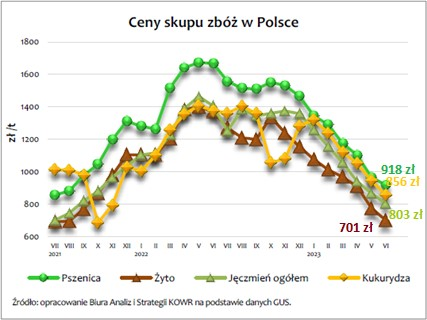 Ceny skupu zbóż w Polsce
zł /t
1800
1600
1400
1200
1000
800
600
918 zł
856 zł
803 zł
701 zł
VII VIII IX X XI XII I II III IV V VI VII VIII IX X XI XII I II III IV V VI
2021 2022 2023
Pszenica Żyto Jęczmień ogółem Kukurydza
Źródło: opracowanie Biura Analiz i Strategii KOWR na podstawie danych GUS.